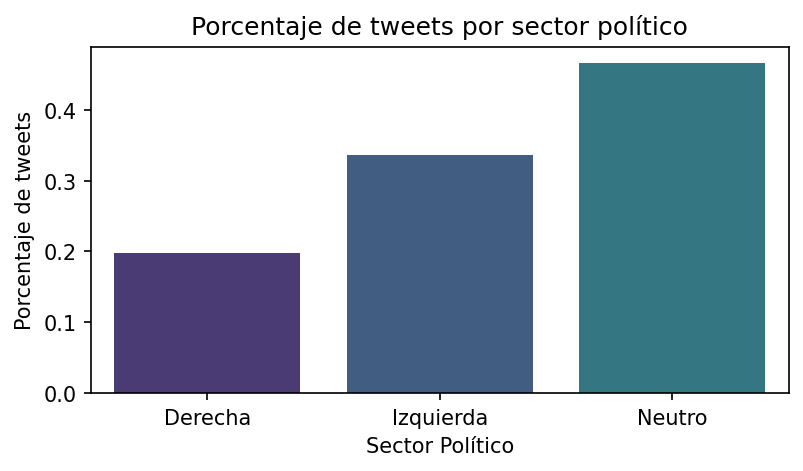 Porcentaje de tweets por sector político
Porcentaje de tweets
0.4
0.3
0.2
0.1
0.0
Derecha
Izquierda
Neutro
Sector Político